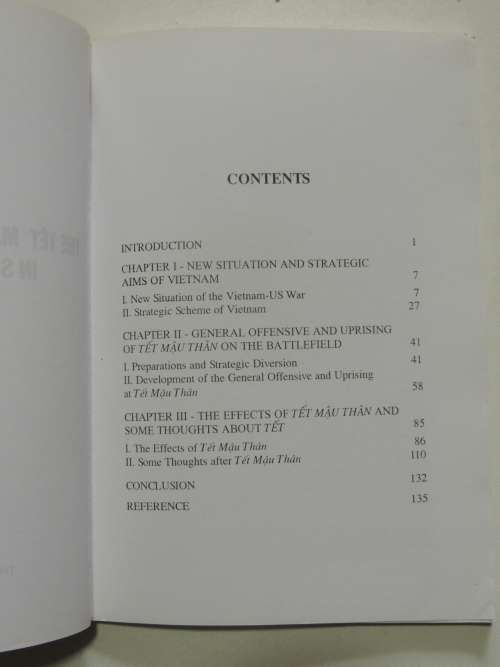 CONTENTS
INTRODUCTION 1
CHAPTER I - NEW SITUATION AND STRATEGIC
AIMS OF VIETNAM 7
I. New Situation of the Vietnam-US War 7
II. Strategic Scheme of Vietnam 27
CHAPTER II - GENERAL OFFENSIVE AND UPRISING
OF TẾT MẬU THÂN ON THE BATTLEFIELD 41
I. Preparations and Strategic Diversion 41
II. Development of the General Offensive and Uprising
at Tết Mậu Thân 58
CHAPTER III - THE EFFECTS OF TẾT MẬU THÂN AND
SOME THOUGHTS ABOUT TẾT 85
I. The Effects of Tết Mậu Thân 86
II. Some Thoughts after Tết Mậu Thân 110
CONCLUSION 132
REFERENCE 135